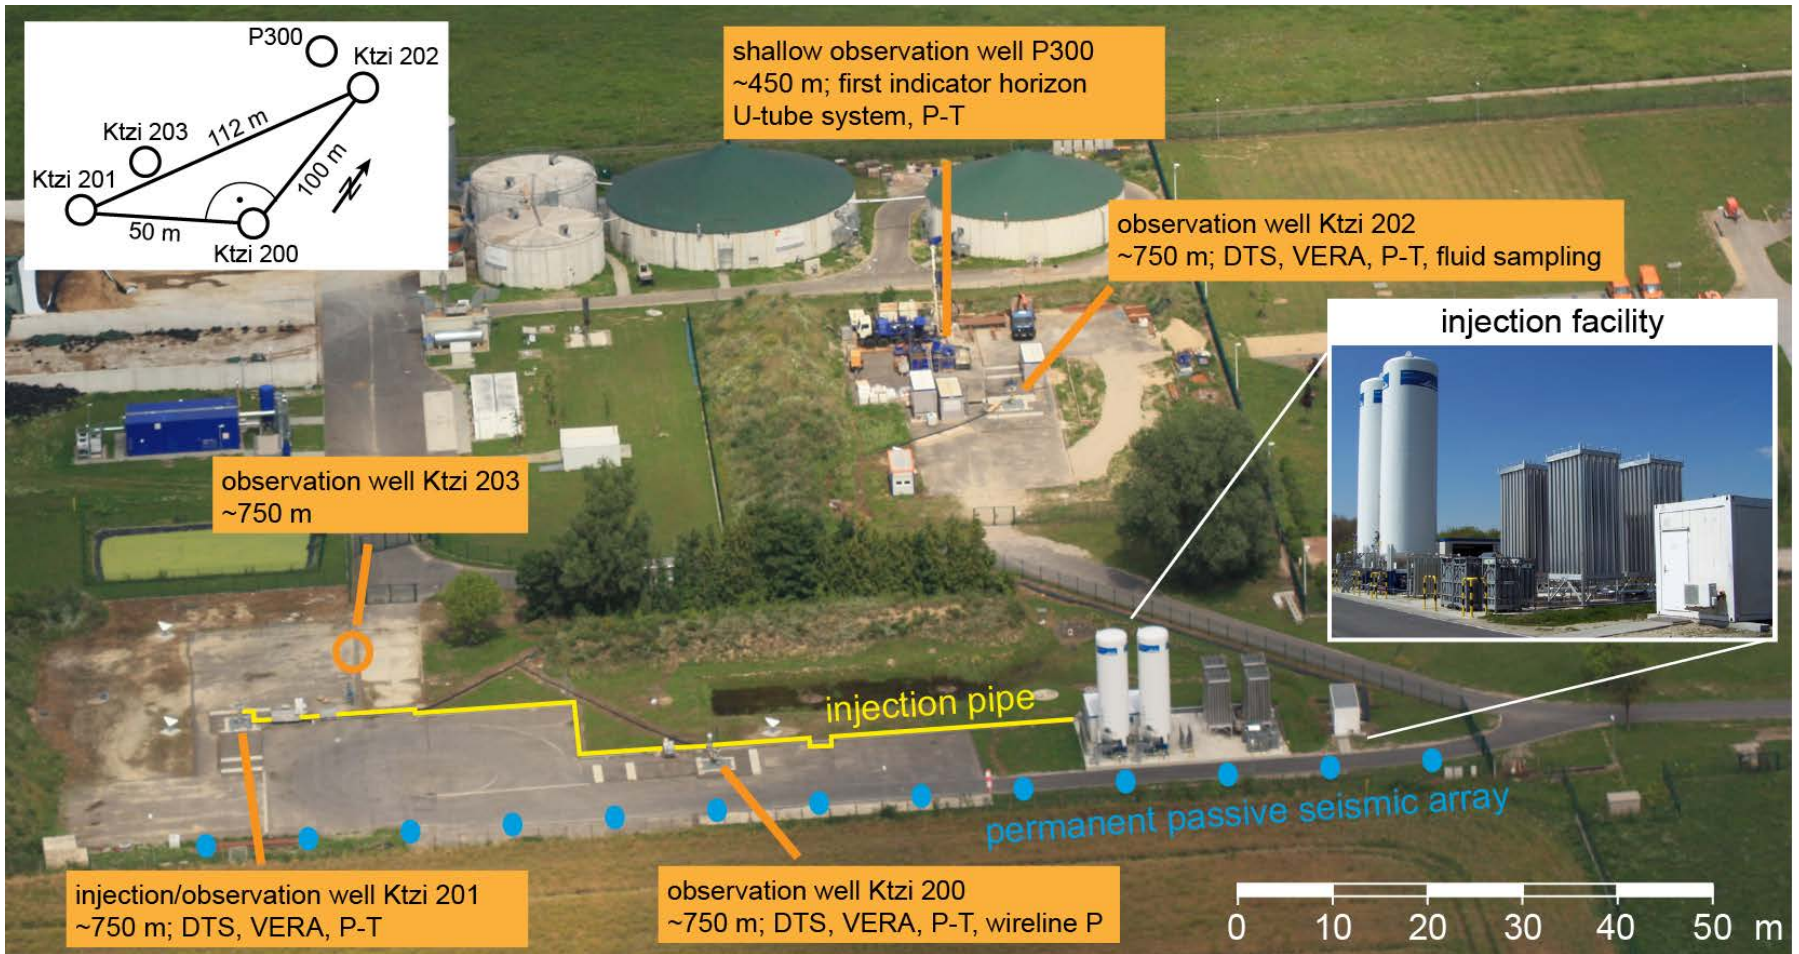 P300
Ktzi 202
112 m
Ktzi 203
100 m
Ktzi 201
N
50 m
Ktzi 200
shallow observation well P300
~450 m; first indicator horizon
U-tube system, P-T
observation well Ktzi 202
~750 m; DTS, VERA, P-T, fluid sampling
injection facility
observation well Ktzi 203
~750 m
injection pipe
permanent passive seismic array
injection/observation well Ktzi 201
~750 m; DTS, VERA, P-T
observation well Ktzi 200
~750 m; DTS, VERA, P-T, wireline P
0 10 20 30 40 50 m